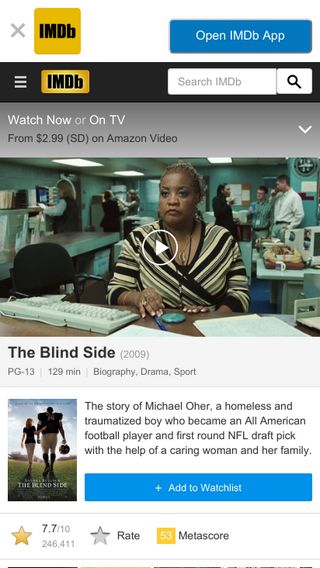 IMDb
Open IMDb App
IMDb
Search IMDb
Watch Now or On TV
From $2.99 (SD) on Amazon Video
The Blind Side (2009)
PG-13 | 129 min | Biography, Drama, Sport
The story of Michael Oher, a homeless and
traumatized boy who became an All American
football player and first round NFL draft pick
with the help of a caring woman and her family.
THE BLIND SIDE
+ Add to Watchlist
7.7/10
246,411
Rate
53 Metascore